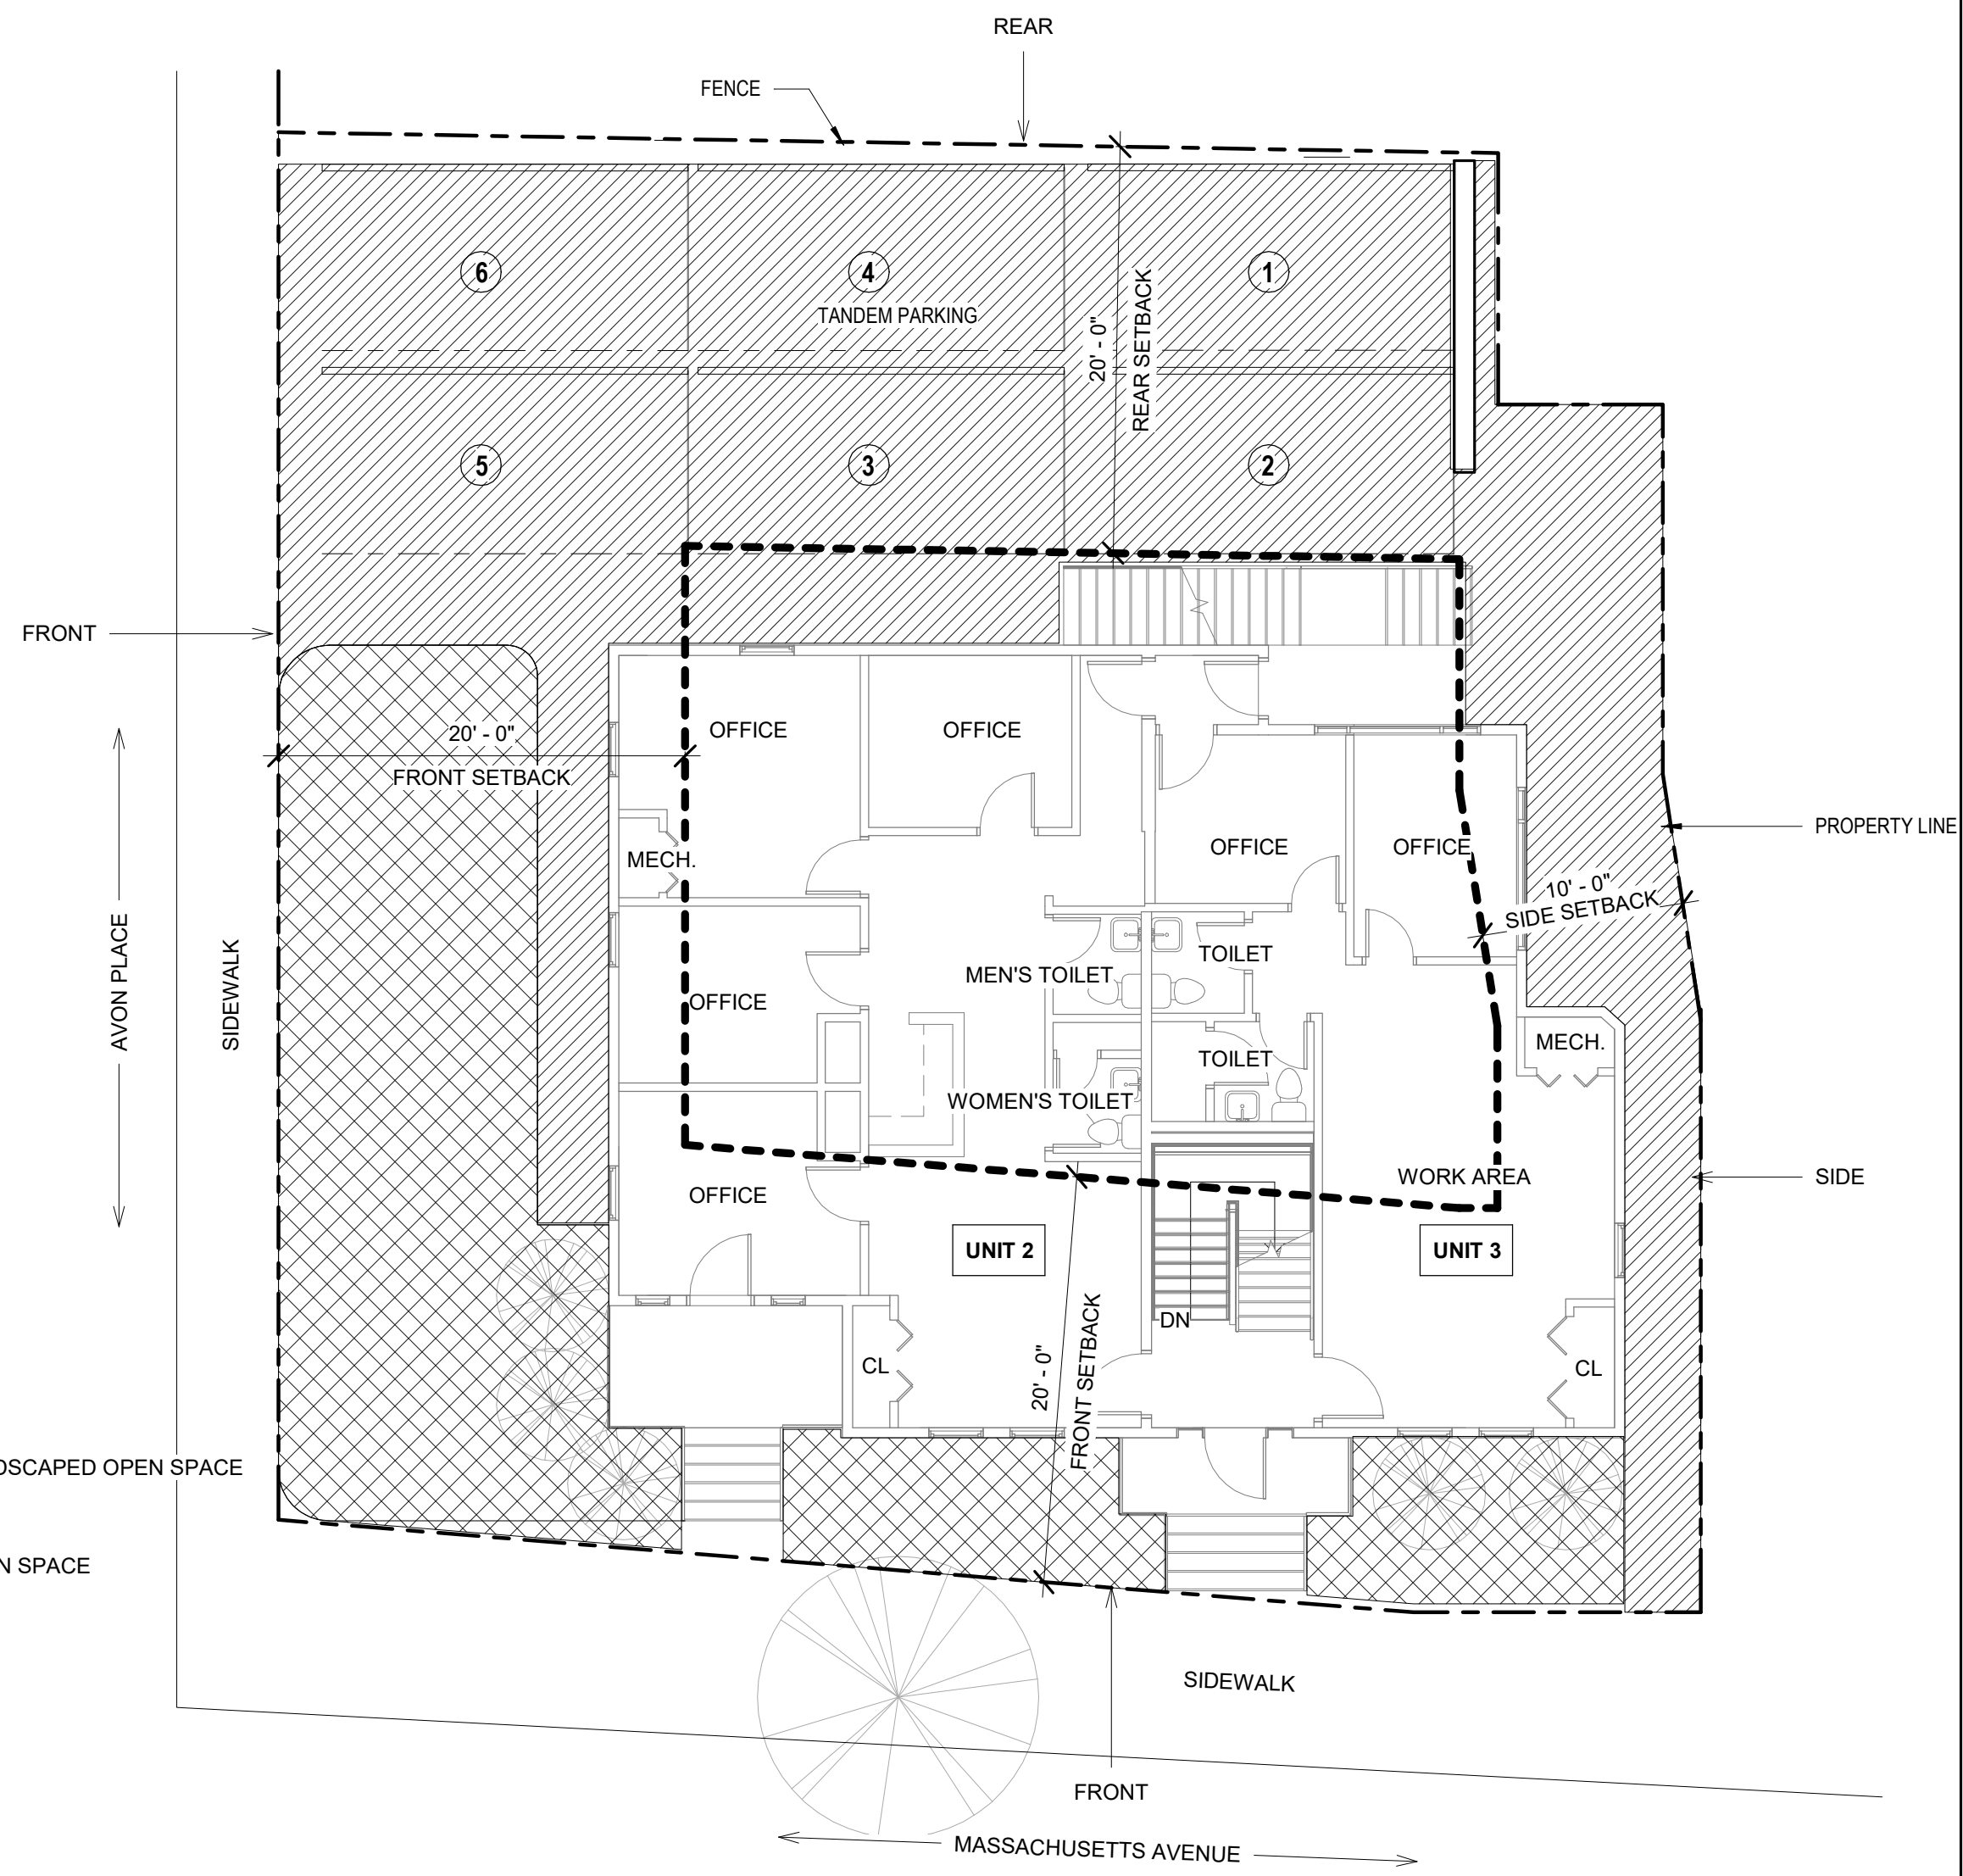 REAR
FENCE
6
4
1
TANDEM PARKING
20' - 0"
REAR SETBACK
5
3
2
FRONT
20' - 0"
FRONT SETBACK
OFFICE
OFFICE
OFFICE
OFFICE
MECH.
PROPERTY LINE
10' - 0"
SIDE SETBACK
AVON PLACE
SIDEWALK
MEN'S TOILET
TOILET
OFFICE
MECH.
TOILET
WOMEN'S TOILET
OFFICE
WORK AREA
SIDE
UNIT 2
UNIT 3
DN
20' - 0"
FRONT SETBACK
CL
CL
DSCAPED OPEN SPACE
N SPACE
SIDEWALK
FRONT
MASSACHUSETTS AVENUE